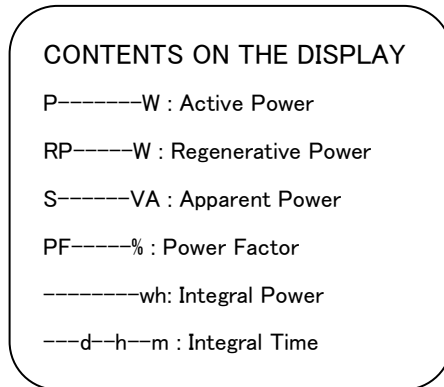 CONTENTS ON THE DISPLAY
P-------W : Active Power
RP-----W : Regenerative Power
S------VA : Apparent Power
PF-----% : Power Factor
--------wh: Integral Power
---d--h--m : Integral Time